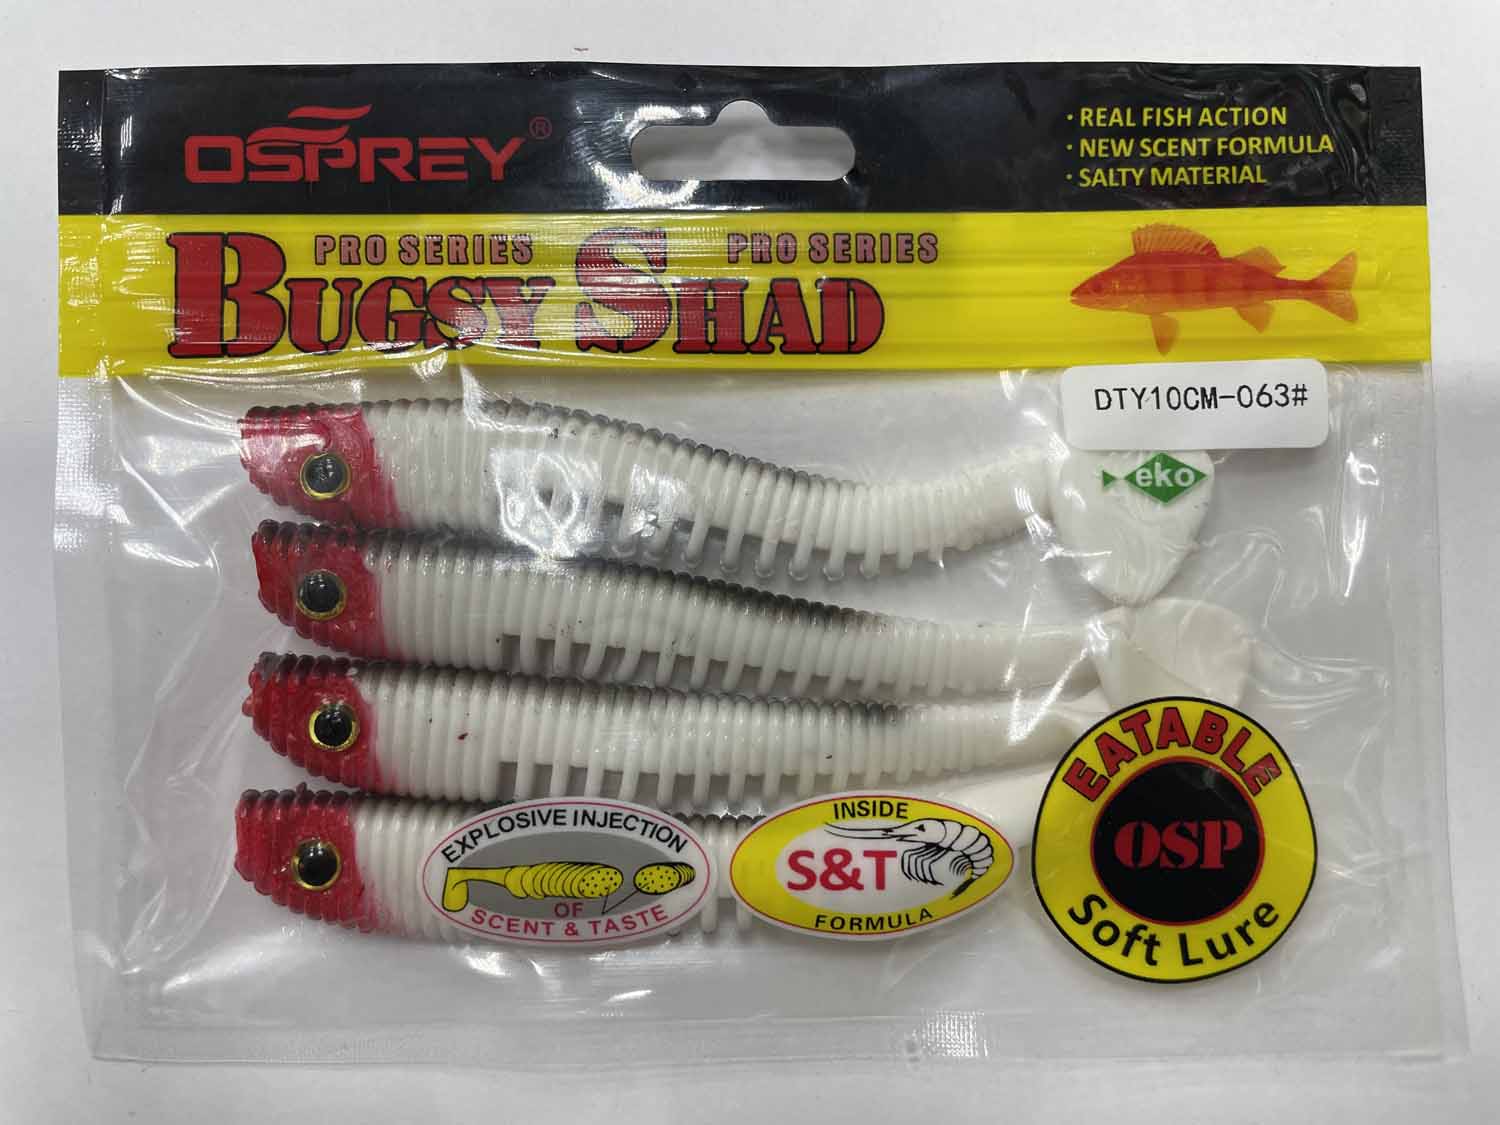 OSPREY®
· REAL FISH ACTION
· NEW SCENT FORMULA
· SALTY MATERIAL
PRO SERIES PRO SERIES
BUGSY SHAD
DTY10CM-063#
eko
EXPLOSIVE INJECTION
OF
SCENT & TASTE
INSIDE
S&T
FORMULA
EATABLE
OSP
Soft Lure